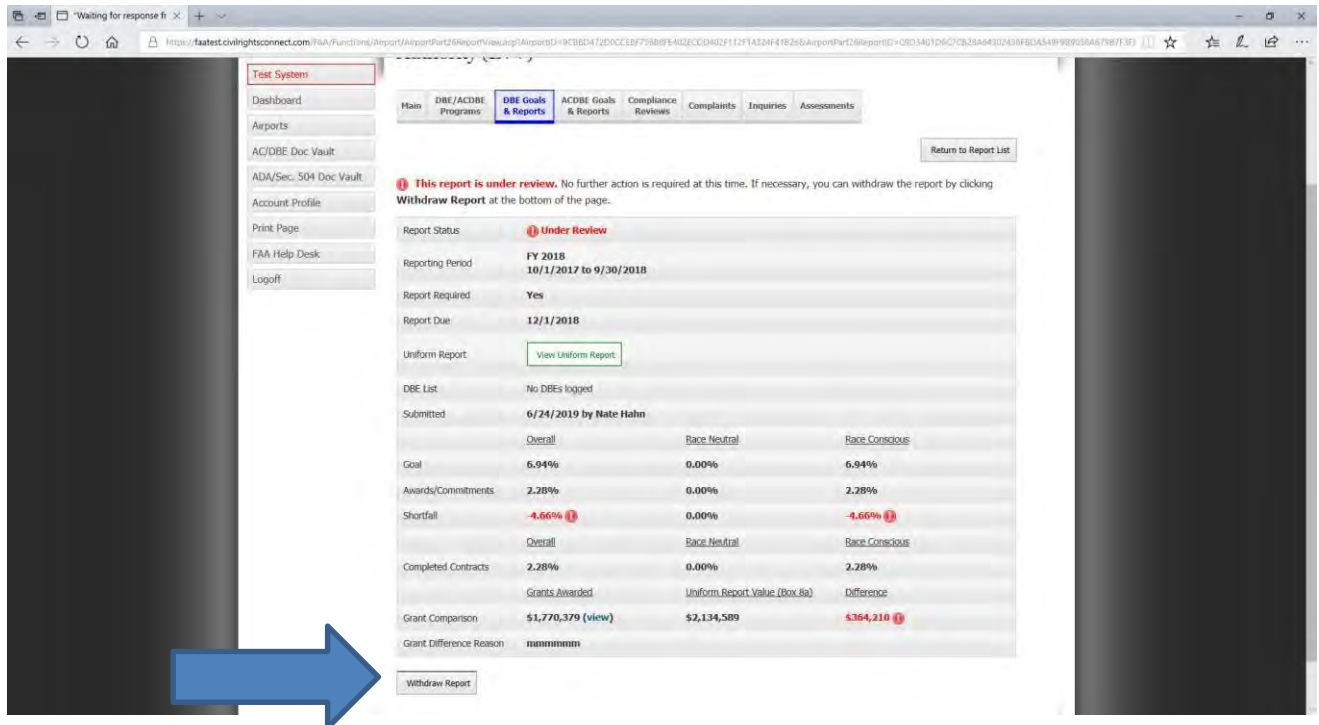 "Waiting for response fr
Test System
Dashboard
Airports
AC/DBE Doc Vault
ADA/Sec. 504 Doc Vault
Account Profile
Print Page
FAA Help Desk
Logoff
Main DBE/ACDBE Programs DBE Goals & Reports ACDBE Goals & Reports Compliance Reviews Complaints Inquiries Assessments
Return to Report List
This report is under review. No further action is required at this time. If necessary, you can withdraw the report by clicking
Withdraw Report at the bottom of the page.
Report Status Under Review
Reporting Period FY 2018
10/1/2017 to 9/30/2018
Report Required Yes
Report Due 12/1/2018
Uniform Report View Uniform Report
DBE List No DBEs logged
Submitted 6/24/2019 by Nate Hahn
Overall Race Neutral Race Conscious
Goal 6.94% 0.00% 6.94%
Awards/Commitments 2.28% 0.00% 2.28%
Shortfall -4.66% 0.00% -4.66%
Overall Race Neutral Race Conscious
Completed Contracts 2.28% 0.00% 2.28%
Grants Awarded Uniform Report Value (Box 8a) Difference
Grant Comparison $1,770,379 (view) $2,134,589 $364,210
Grant Difference Reason mmmmmm
Withdraw Report